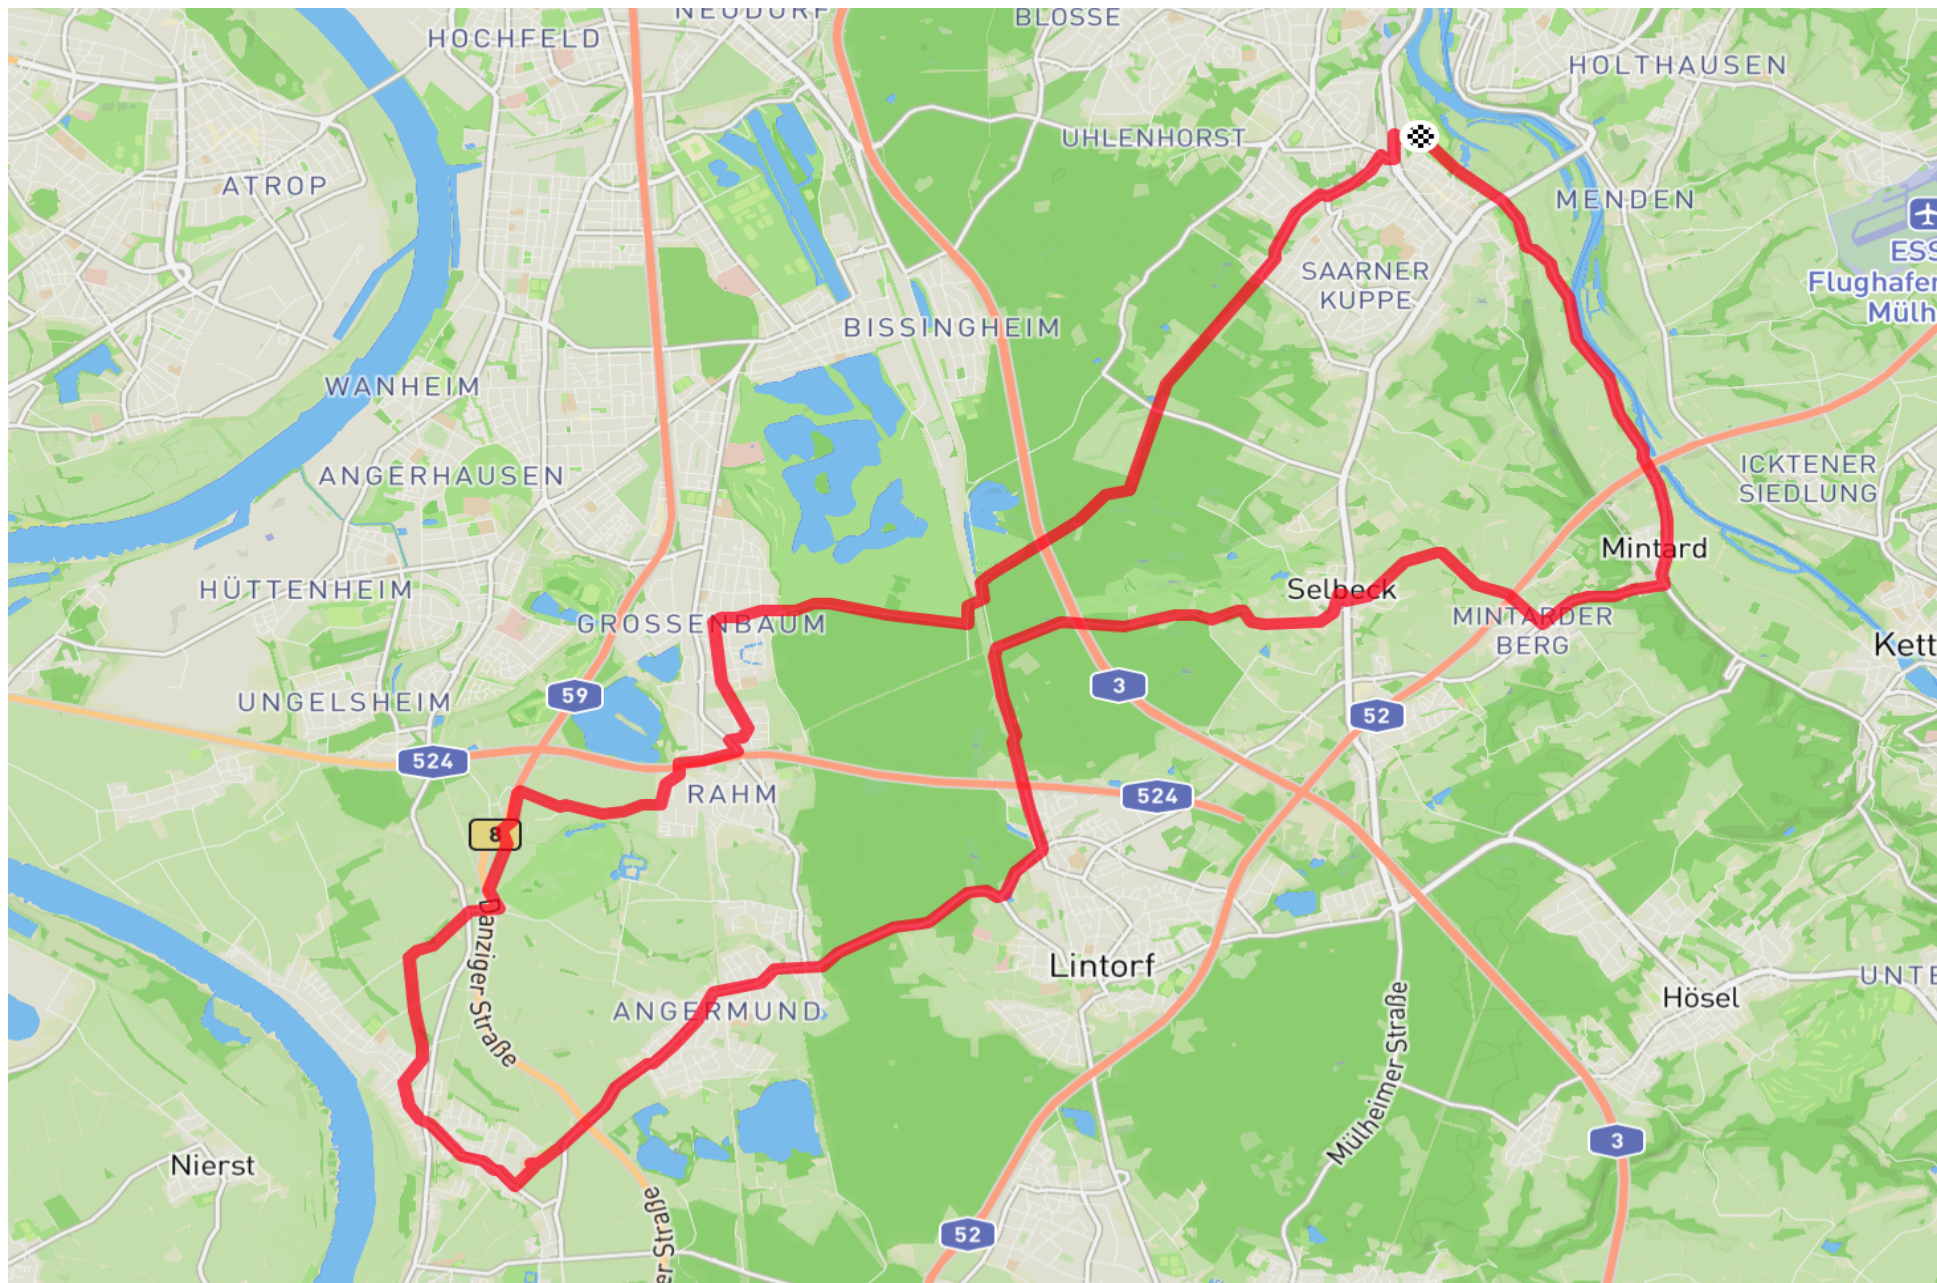 NEUDORF
BLOSSE
HOCHFELD
HOLTHAUSEN
UHLENHORST
ATROP
MENDEN
ESS
Flughafen
Mülh
SAARNER
KUPPE
BISSINGHEIM
WANHEIM
ANGERHAUSEN
ICKTENER
SIEDLUNG
Mintard
HÜTTENHEIM
Selbeck
GROSSENBAUM
MINTARDER
BERG
Kett
UNGELSHEIM
59
3
52
524
RAHM
524
8
Danziger Straße
Lintorf
UNTE
Hösel
ANGERMUND
Mülheimer Straße
Nierst
3
er Straße
52